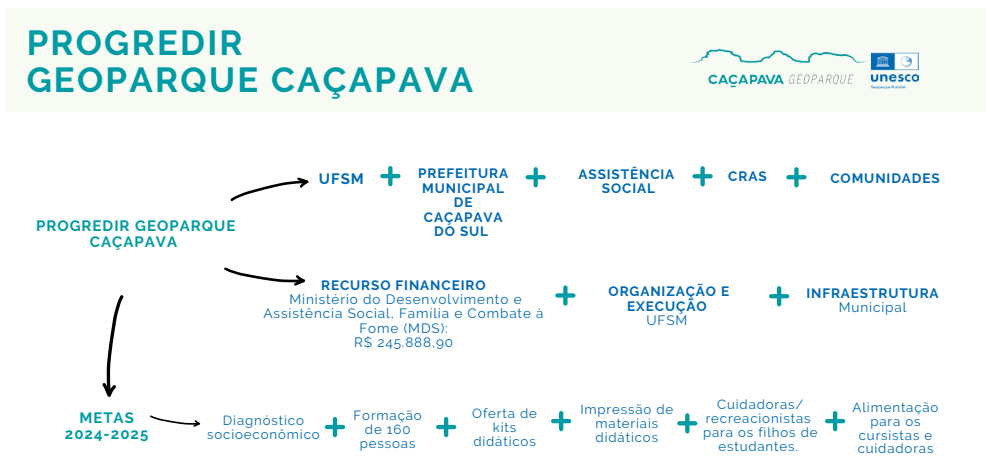 PROGREDIR
GEOPARQUE CAÇAPAVA
CAÇAPAVA GEOPARQUE
unesco
Geoparque Mundial
UFSM + PREFEITURA
MUNICIPAL
DE
CAÇAPAVA
DO SUL + ASSISTÊNCIA
SOCIAL + CRAS + COMUNIDADES
PROGREDIR GEOPARQUE
CAÇAPAVA
RECURSO FINANCEIRO
Ministério do Desenvolvimento e
Assistência Social, Família e Combate à
Fome (MDS):
R$ 245.888,90
+ ORGANIZAÇÃO E
EXECUÇÃO
UFSM
+ INFRAESTRUTURA
Municipal
METAS
2024-2025
Diagnóstico
socioeconômico
+ Formação
de 160
pessoas
+ Oferta de
kits
didáticos
+ Impressão de
materiais
didáticos
+ Cuidadoras/
recreacionistas
para os filhos de
estudantes.
+ Alimentação
para os
cursistas e
cuidadoras